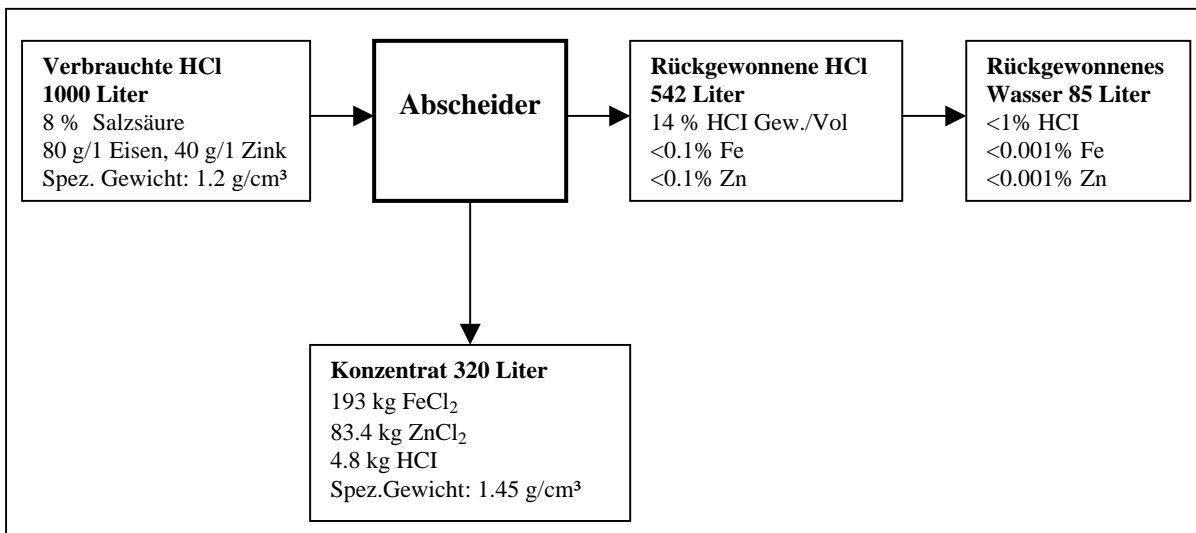 Verbrauchte HCl
1000 Liter
8 % Salzsäure
80 g/1 Eisen, 40 g/1 Zink
Spez. Gewicht: 1.2 g/cm³
Abscheider
Rückgewonnene HCl
542 Liter
14 % HCI Gew./Vol
<0.1% Fe
<0.1% Zn
Rückgewonnenes
Wasser 85 Liter
<1% HCI
<0.001% Fe
<0.001% Zn
Konzentrat 320 Liter
193 kg FeCl₂
83.4 kg ZnCl₂
4.8 kg HCI
Spez.Gewicht: 1.45 g/cm³